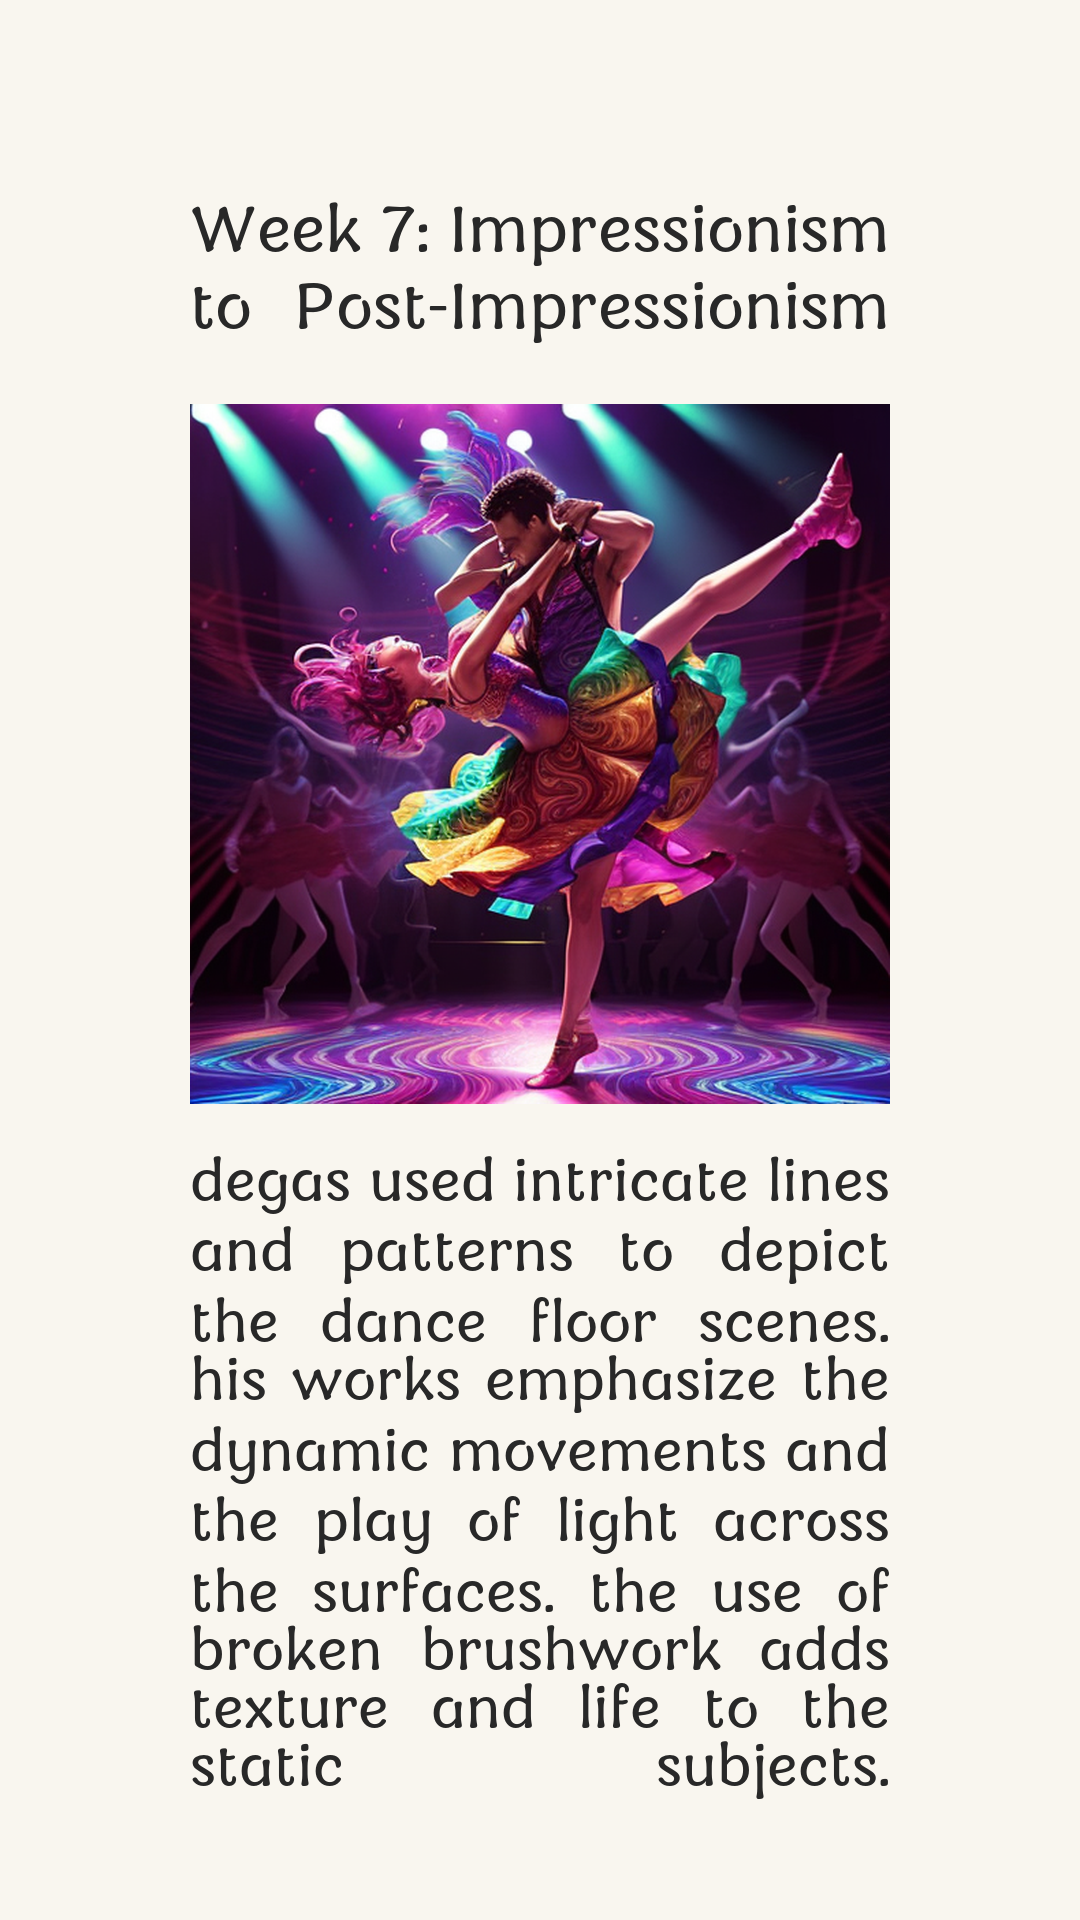 Week 7: Impressionism
to Post-Impressionism
degas used intricate lines
and patterns to depict
the dance floor scenes.
his works emphasize the
dynamic movements and
the play of light across
the surfaces. the use of
broken brushwork adds
texture and life to the
static subjects.